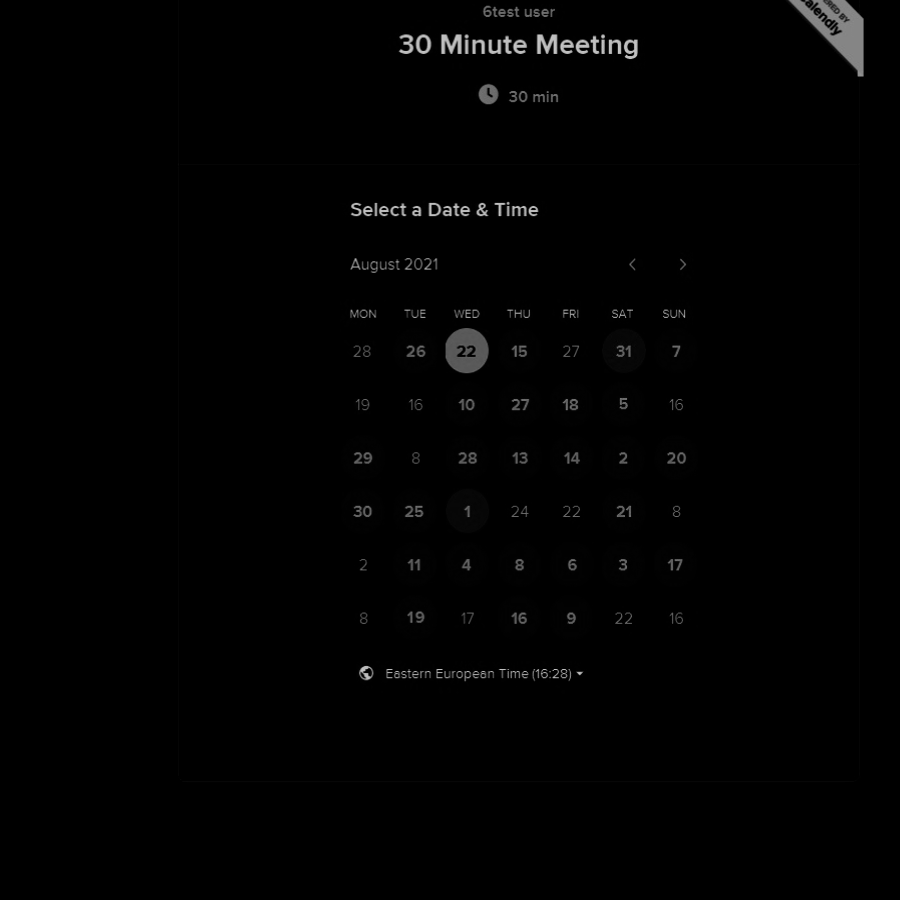 6test user
30 Minute Meeting
30 min
calendly
Select a Date & Time
August 2021
MON TUE WED THU FRI SAT SUN
28 26 22 15 27 31 7
19 16 10 27 18 5 16
29 8 28 13 14 2 20
30 25 1 24 22 21 8
2 11 4 8 6 3 17
8 19 17 16 9 22 16
Eastern European Time (16:28)